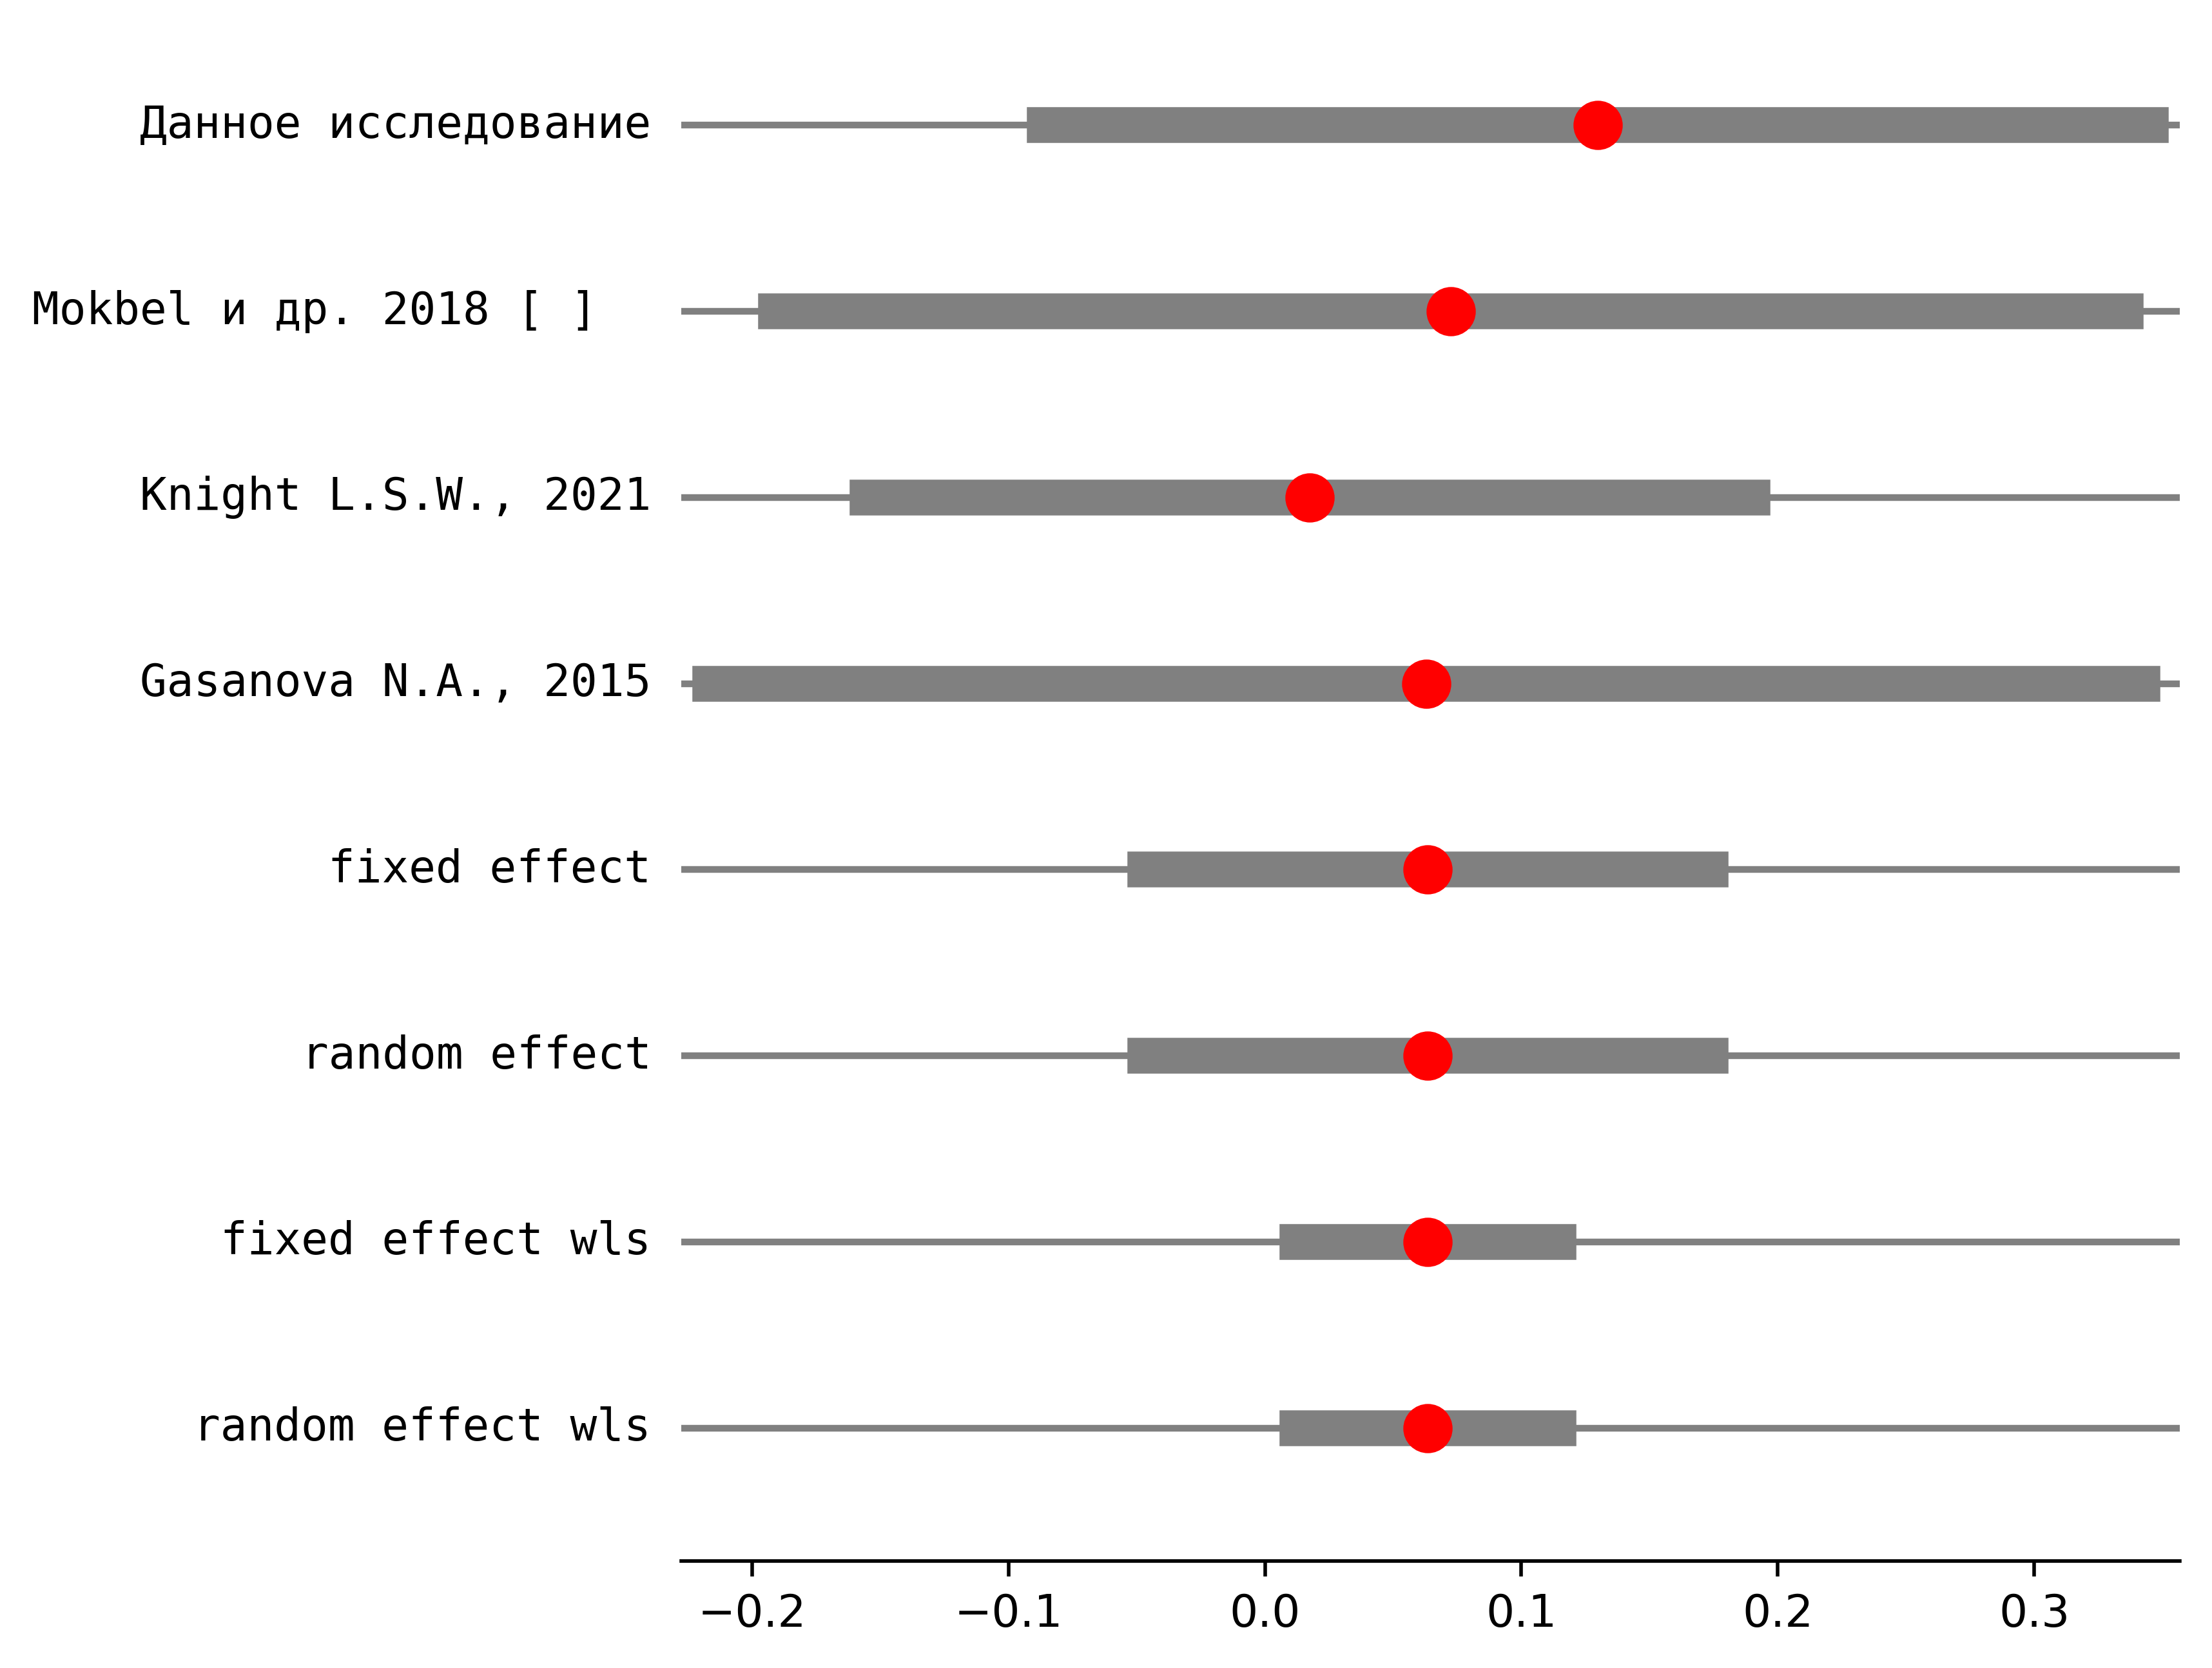 Данное исследование
Mokbel и др. 2018 [ ]
Knight L.S.W., 2021
Gasanova N.A., 2015
fixed effect
random effect
fixed effect wls
random effect wls
−0.2 −0.1 0.0 0.1 0.2 0.3